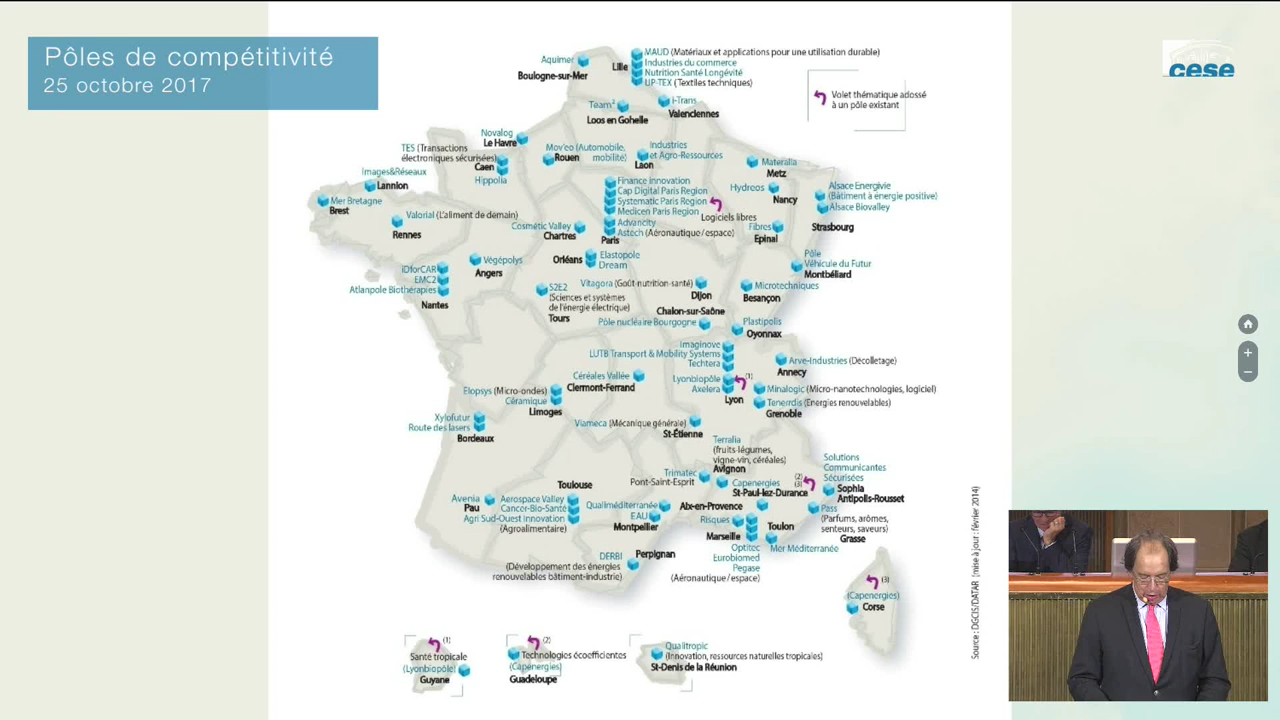 Pôles de compétitivité
25 octobre 2017
cese
Aquimer
Boulogne-sur-Mer
Lille
MAUD (Matériaux et applications pour une utilisation durable)
Industries du commerce
Nutrition Santé Longévité
UP-TEX (Textiles techniques)
Volet thématique adossé
à un pôle existant
Team²
Loos en Gohelle
i-Trans
Valenciennes
Novalog
Le Havre
TES (Transactions
électroniques sécurisées)
Caen
Hippolia
Mov'eo (Automobile,
mobilité)
Rouen
Industries
et Agro-Ressources
Laon
Materalia
Metz
Images&Réseaux
Lannion
Mer Bretagne
Brest
Valorial (L'aliment de demain)
Rennes
Finance innovation
Cap Digital Paris Region
Systematic Paris Region
Medicen Paris Region
Logiciels libres
Advancity
Astech (Aéronautique/espace)
Paris
Hydreos
Nancy
Alsace Energivie
(Bâtiment à énergie positive)
Alsace Biovalley
Strasbourg
Cosmetic Valley
Chartres
Fibres
Epinal
Orléans
Elastopole
Dream
Pôle
Véhicule du Futur
Montbéliard
iDforCAR
EMC2
Atlanpole Biothérapies
Nantes
Végépolys
Angers
S2E2
(Sciences et systèmes
de l'énergie électrique)
Tours
Vitagora (Goût-nutrition-santé)
Dijon
Microtechniques
Besançon
Chalon-sur-Saône
Pôle nucléaire Bourgogne
Plastipolis
Oyonnax
Imaginove
LUTB Transport & Mobility Systems
Techtera
Lyonbiopôle
Axelera
(1)
Lyon
Arve-Industries (Décolletage)
Annecy
Minalogic (Micro-nanotechnologies, logiciel)
Tenerrdis (Energies renouvelables)
Grenoble
Céréales Vallée
Clermont-Ferrand
Elopsys (Micro-ondes)
Céramique
Limoges
Xylofutur
Route des lasers
Bordeaux
Viameca (Mécanique générale)
St-Étienne
Terralia
(fruits-légumes,
vigne-vin, céréales)
Avignon
Trimatec
Pont-Saint-Esprit
Capenergies
St-Paul-lez-Durance
(2)
(3)
Solutions
Communicantes
Sécurisées
Sophia
Antipolis-Rousset
Toulouse
Avenia
Pau
Aerospace Valley
Cancer-Bio-Santé
Agri Sud-Ouest Innovation
(Agroalimentaire)
Qualiméditerranée
EAU
Montpellier
Aix-en-Provence
Risques
Marseille
Optitec
Eurobiomed
Pegase
(Aéronautique/espace)
Toulon
Mer Méditerranée
Pass
(Parfums, arômes,
senteurs, saveurs)
Grasse
DERBI
(Développement des énergies
renouvelables bâtiment-industrie)
Perpignan
(3)
(Capenergies)
Corse
(1)
Santé tropicale
(Lyonbiopôle)
Guyane
(2)
Technologies écoefficientes
(Capénergies)
Guadeloupe
Qualitropic
(Innovation, ressources naturelles tropicales)
St-Denis de la Réunion
Source : DGCIS/DATAR (mise à jour : février 2014)